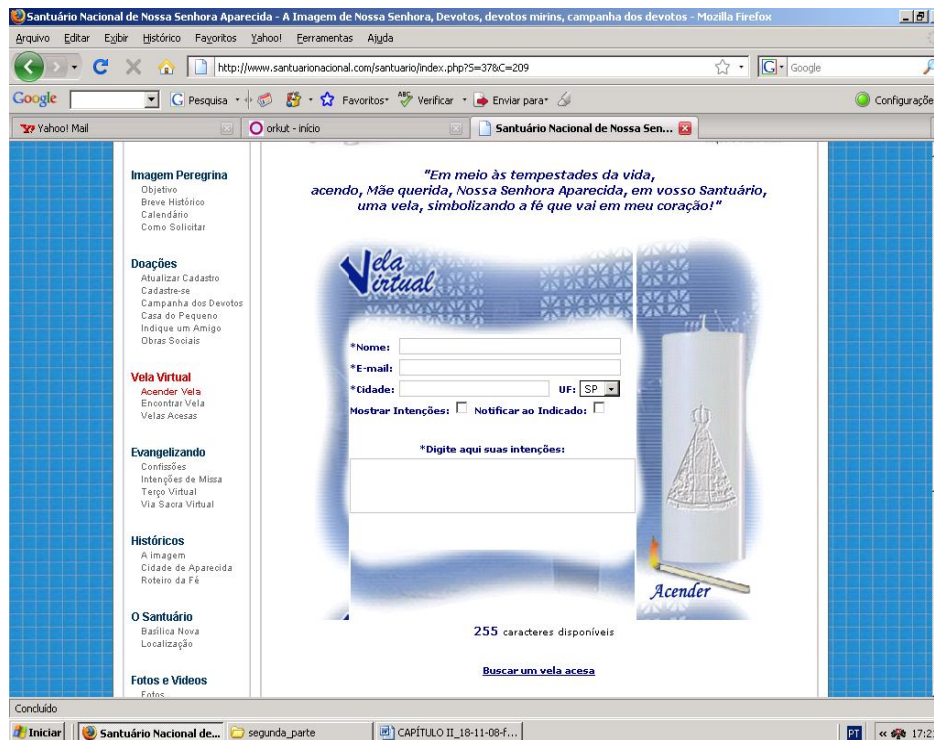 Santuário Nacional de Nossa Senhora Aparecida - A Imagem de Nossa Senhora, Devotos, devotos mirins, campanha dos devotos - Mozilla Firefox
Arquivo Editar Exibir Histórico Favoritos Yahoo! Ferramentas Ajuda
http://www.santuarionacional.com/santuario/index.php?S=37&C=209
G Google
Google G Pesquisa Favoritos ABC Verificar Enviar para Configurações
Yahoo! Mail orkut - início Santuário Nacional de Nossa Sen...
"Em meio às tempestades da vida,
acendo, Mãe querida, Nossa Senhora Aparecida, em vosso Santuário,
uma vela, simbolizando a fé que vai em meu coração!"
Imagem Peregrina
Objetivo
Breve Histórico
Calendário
Como Solicitar
Doações
Atualizar Cadastro
Cadastre-se
Campanha dos Devotos
Casa do Pequeno
Indique um Amigo
Obras Sociais
Vela Virtual
Acender Vela
Encontrar Vela
Velas Acesas
Evangelizando
Confissões
Intenções de Missa
Terço Virtual
Via Sacra Virtual
Históricos
A imagem
Cidade de Aparecida
Roteiro da Fé
O Santuário
Basílica Nova
Localização
Fotos e Videos
Fotos
Vela
Virtual
*Nome:
*E-mail:
*Cidade: UF: SP
Mostrar Intenções: Notificar ao Indicado:
*Digite aqui suas intenções:
Acender
255 caracteres disponíveis
Buscar um vela acesa
Concluído
Iniciar Santuário Nacional de... segunda_parte CAPÍTULO II_18-11-08-f... PT « 17:2